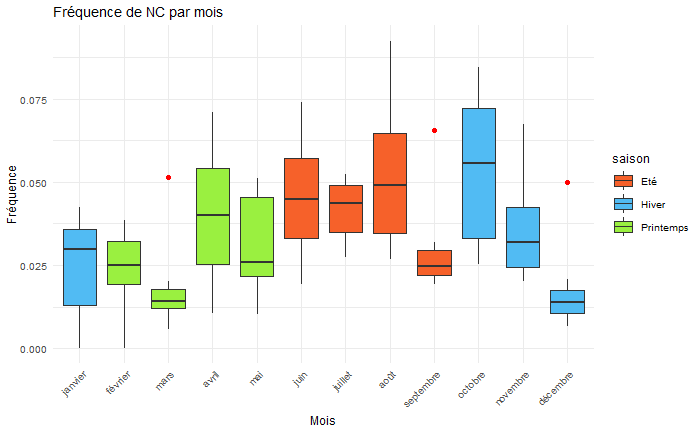 Fréquence de NC par mois
Fréquence
0.075
0.050
0.025
0.000
janvier
février
mars
avril
mai
juin
juillet
août
septembre
octobre
novembre
décembre
Mois
saison
Eté
Hiver
Printemps